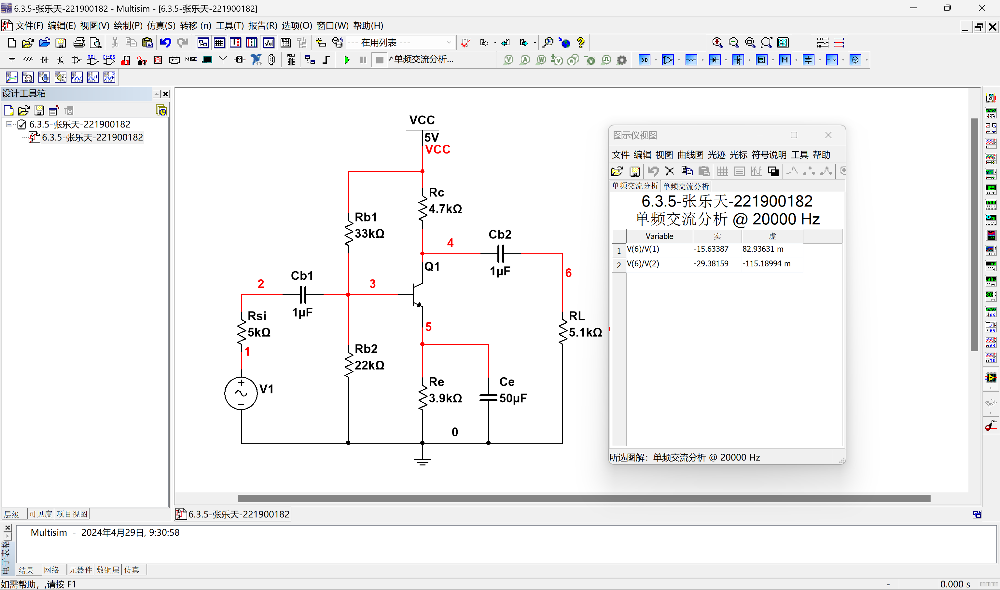 6.3.5-张乐天-221900182 - Multisim - [6.3.5-张乐天-221900182]
文件(F) 编辑(E) 视图(V) 绘制(P) 仿真(S) 转移 (n) 工具(T) 报告(R) 选项(O) 窗口(W) 帮助(H)
--- 在用列表 ---
MISC
单频交流分析...
设计工具箱
6.3.5-张乐天-221900182
6.3.5-张乐天-221900182
VCC
5V
VCC
Rc
4.7kΩ
Rb1
33kΩ
4
Cb2
1µF
Q1
6
Cb1
1µF
2
3
Rsi
5kΩ
5
RL
5.1kΩ
1
Rb2
22kΩ
V1
Re
3.9kΩ
Ce
50µF
0
图示仪视图
文件 编辑 视图 曲线图 光迹 光标 符号说明 工具 帮助
单频交流分析 单频交流分析
6.3.5-张乐天-221900182
单频交流分析 @ 20000 Hz
Variable 实 虚
1 V(6)/V(1) -15.63387 82.93631 m
2 V(6)/V(2) -29.38159 -115.18994 m
所选图解: 单频交流分析 @ 20000 Hz
层级 可见度 项目视图
6.3.5-张乐天-221900182
Multisim - 2024年4月29日, 9:30:58
电子表格
结果 网络 元器件 敷铜层 仿真
如需帮助, ,请按 F1
- 0.000 s